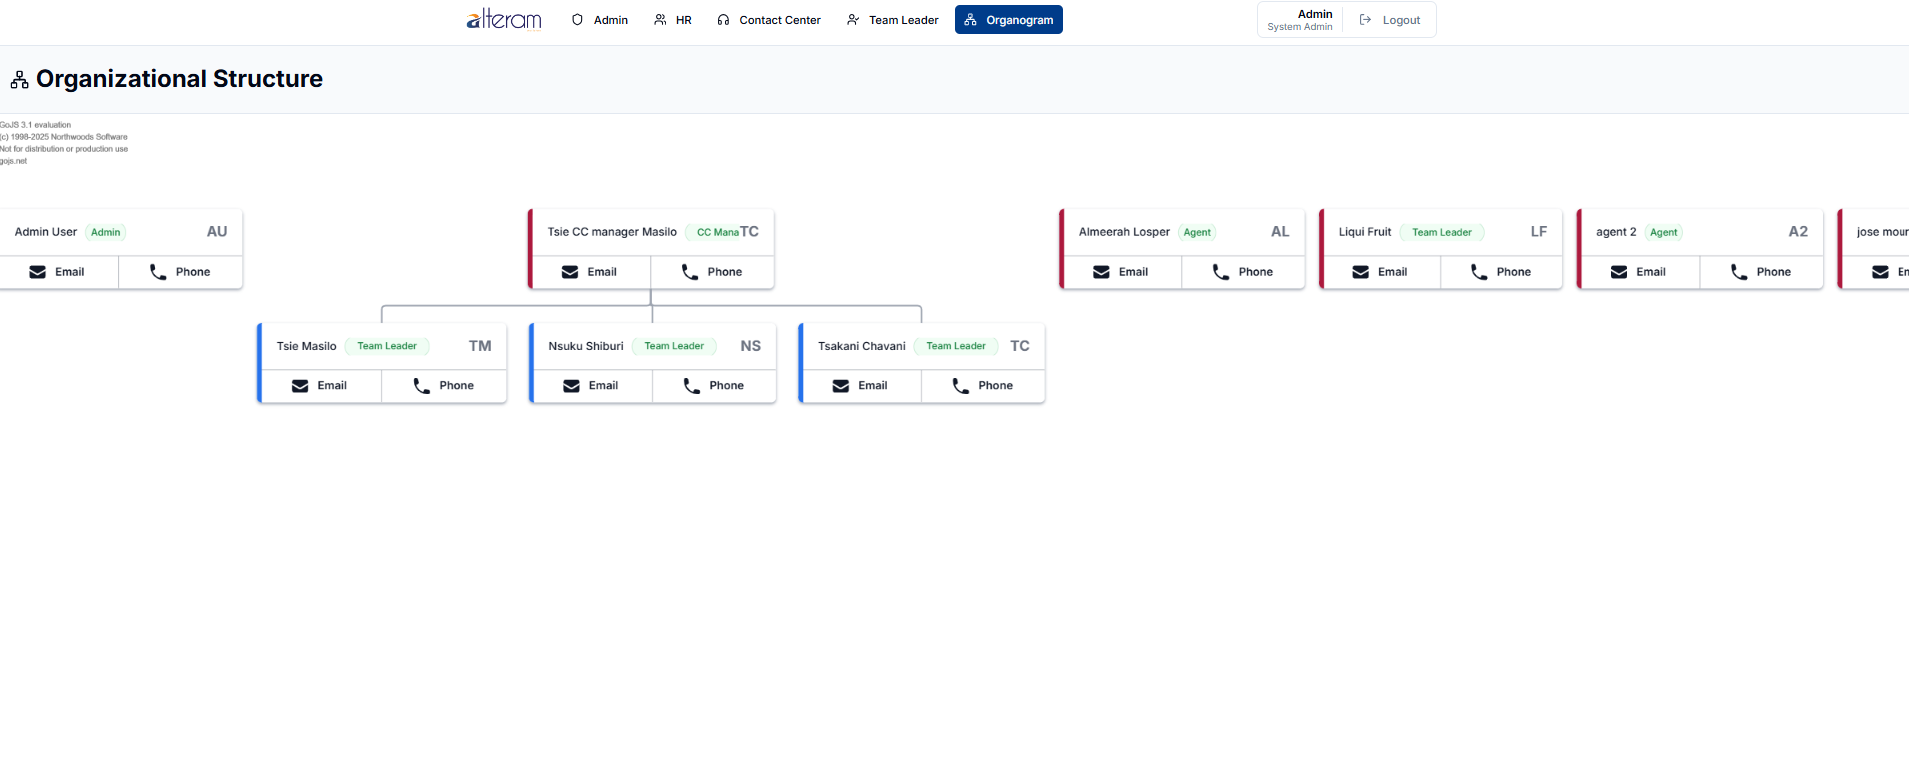 alteram
Admin
HR
Contact Center
Team Leader
Organogram
Admin
System Admin
Logout
Organizational Structure
GoJS 3.1 evaluation
(c) 1998-2025 Northwoods Software
Not for distribution or production use
gojs.net
Admin User Admin AU
Email Phone
Tsie CC manager Masilo CC Mana TC
Email Phone
Almeerah Losper Agent AL
Email Phone
Liqui Fruit Team Leader LF
Email Phone
agent 2 Agent A2
Email Phone
jose mour
En
Tsie Masilo Team Leader TM
Email Phone
Nsuku Shiburi Team Leader NS
Email Phone
Tsakani Chavani Team Leader TC
Email Phone